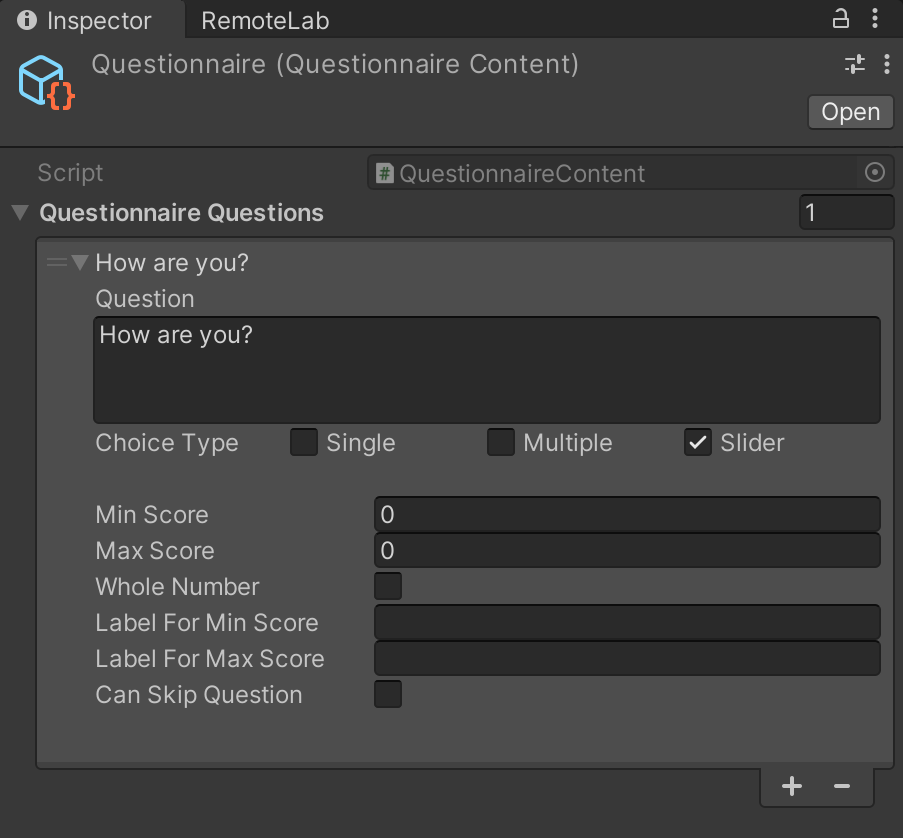 Inspector RemoteLab
Questionnaire (Questionnaire Content)
Open
Script # QuestionnaireContent
Questionnaire Questions 1
How are you?
Question
How are you?
Choice Type Single Multiple Slider
Min Score 0
Max Score 0
Whole Number
Label For Min Score
Label For Max Score
Can Skip Question